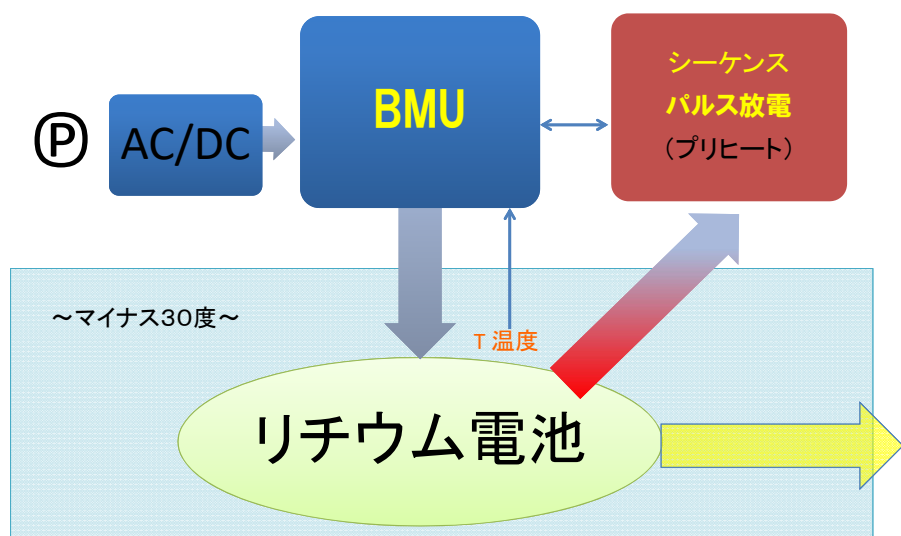 Ⓟ
AC/DC
BMU
シーケンス
パルス放電
(プリヒート)
~マイナス30度~
T 温度
リチウム電池